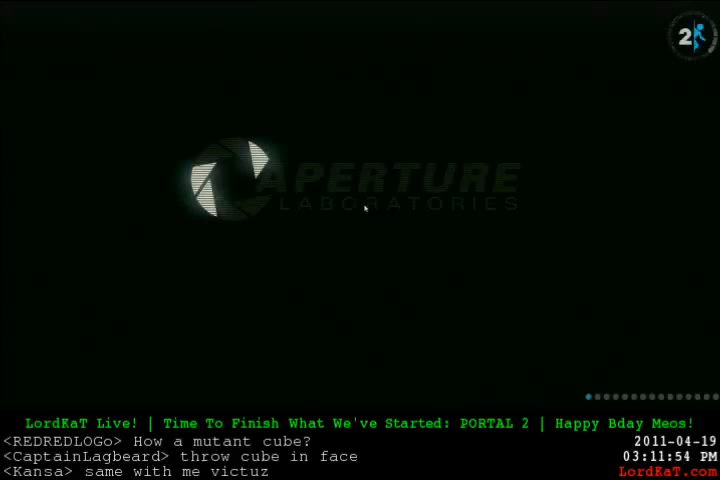 2
APERTURE
LABORATORIES
LordKaT Live! | Time To Finish What We've Started: PORTAL 2 | Happy Bday Meos!
<REDREDLOGo> How a mutant cube?
2011-04-19
<CaptainLagbeard> throw cube in face
03:11:54 PM
<Kansa> same with me victuz
LordKaT.com